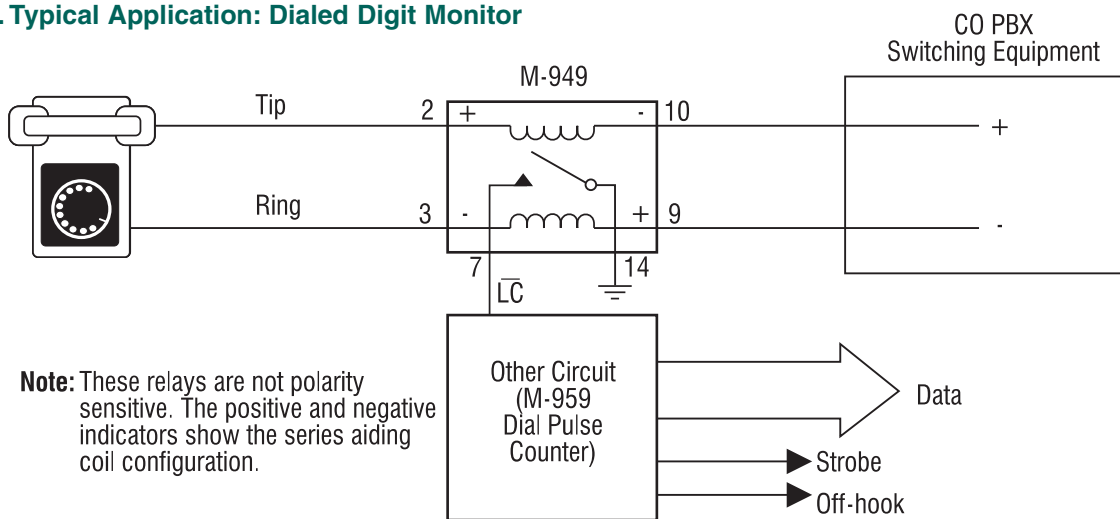 . Typical Application: Dialed Digit Monitor
CO PBX
Switching Equipment
M-949
Tip
2
+
-
10
+
Ring
3
-
+
9
-
7
14
L̅C̅
Note: These relays are not polarity
sensitive. The positive and negative
indicators show the series aiding
coil configuration.
Other Circuit
(M-959
Dial Pulse
Counter)
Data
Strobe
Off-hook